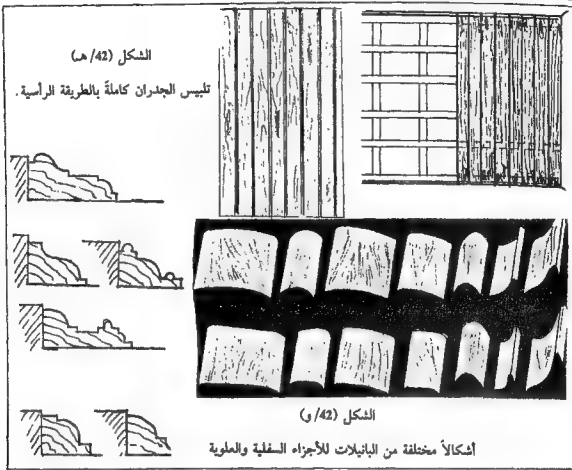 الشكل (42/ هـ)
تلبيس الجدران كاملةً بالطريقة الرأسية .
الشكل (42/ و)
أشكالاً مختلفة من البانيلات للأجزاء السفلية والعلوية